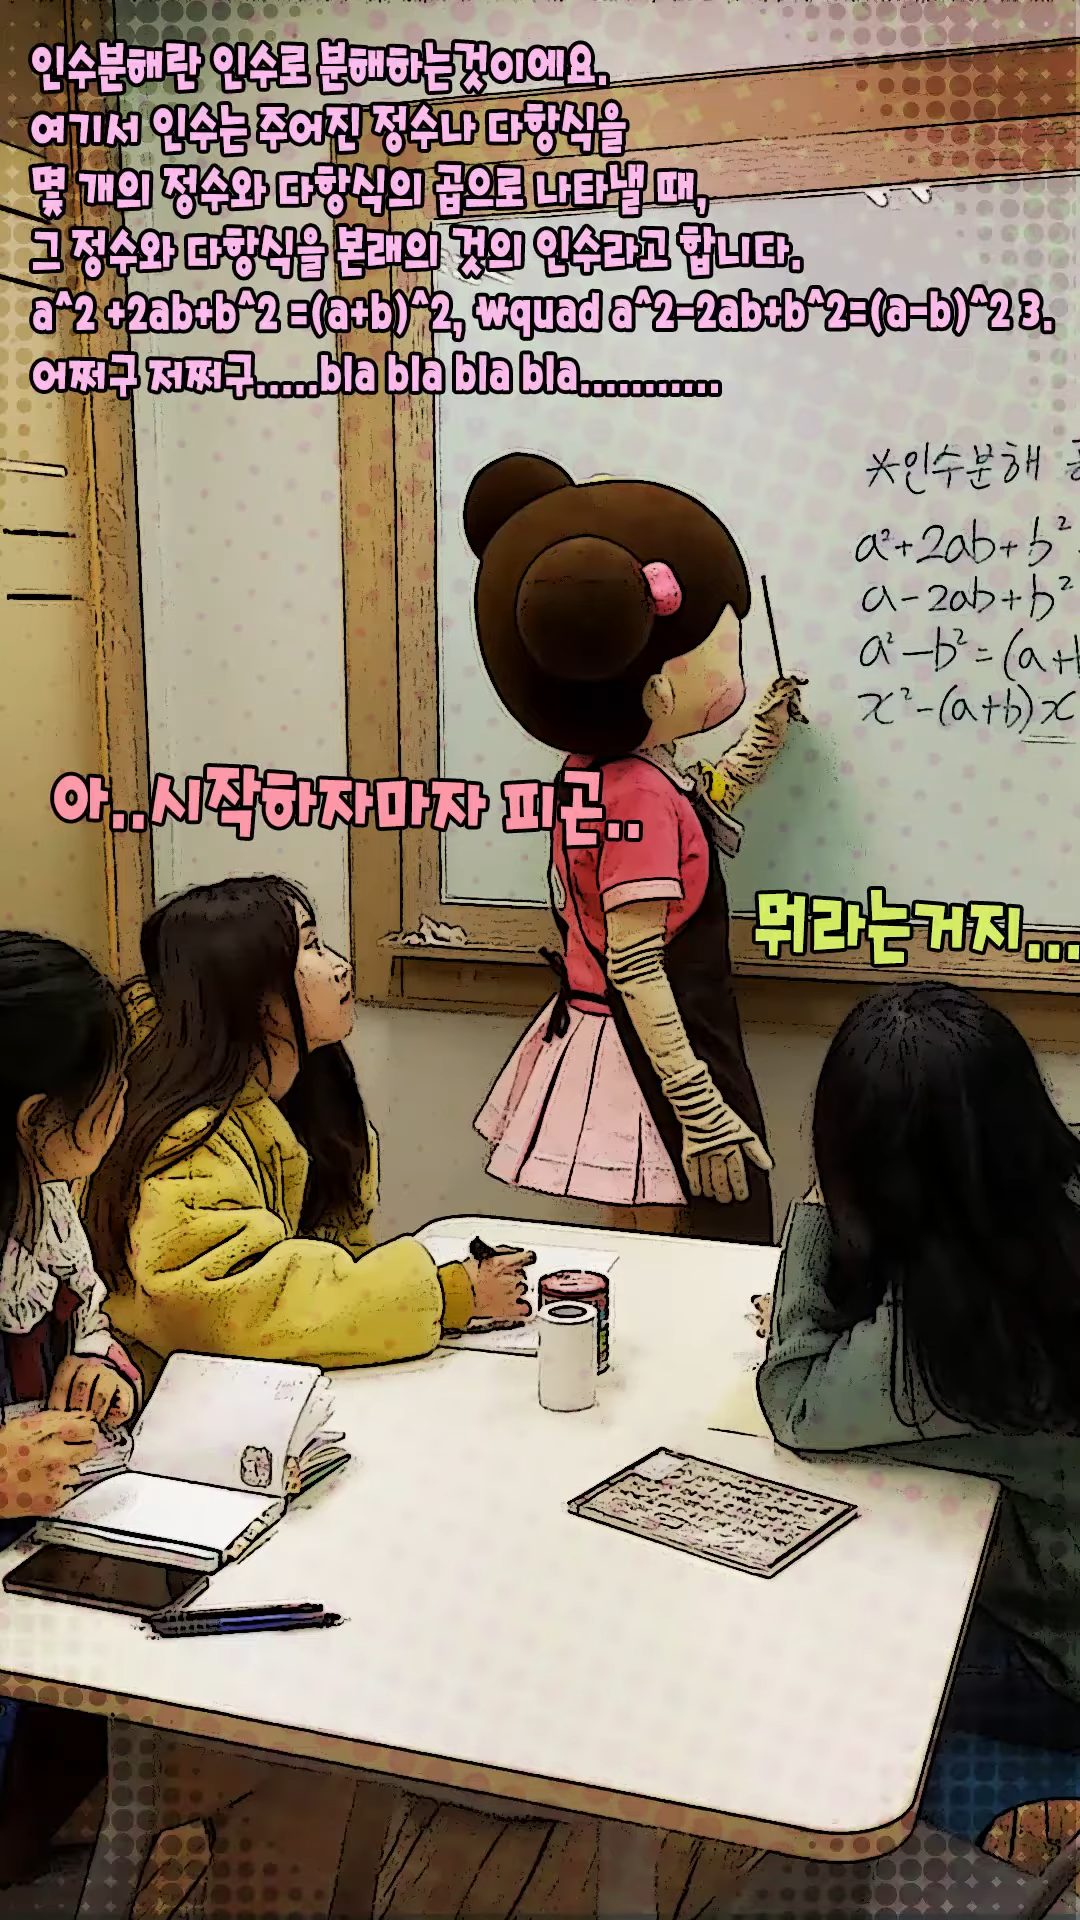 인수분해란 인수로 분해하는것이에요.
여기서 인수는 주어진 정수나 다항식을
몇 개의 정수와 다항식의 곱으로 나타낼 때,
그 정수와 다항식을 본래의 것의 인수라고 합니다.
a^2 +2ab+b^2 =(a+b)^2, ₩quad a^2-2ab+b^2=(a-b)^2 3.
어쩌구 저쩌구.....bla bla bla bla...........
*인수분해
a²+2ab+b²
a-2ab+b²
a²-b²=(a+b
x²-(a+b)x
아..시작하자마자 피곤..
뭐라는거지...